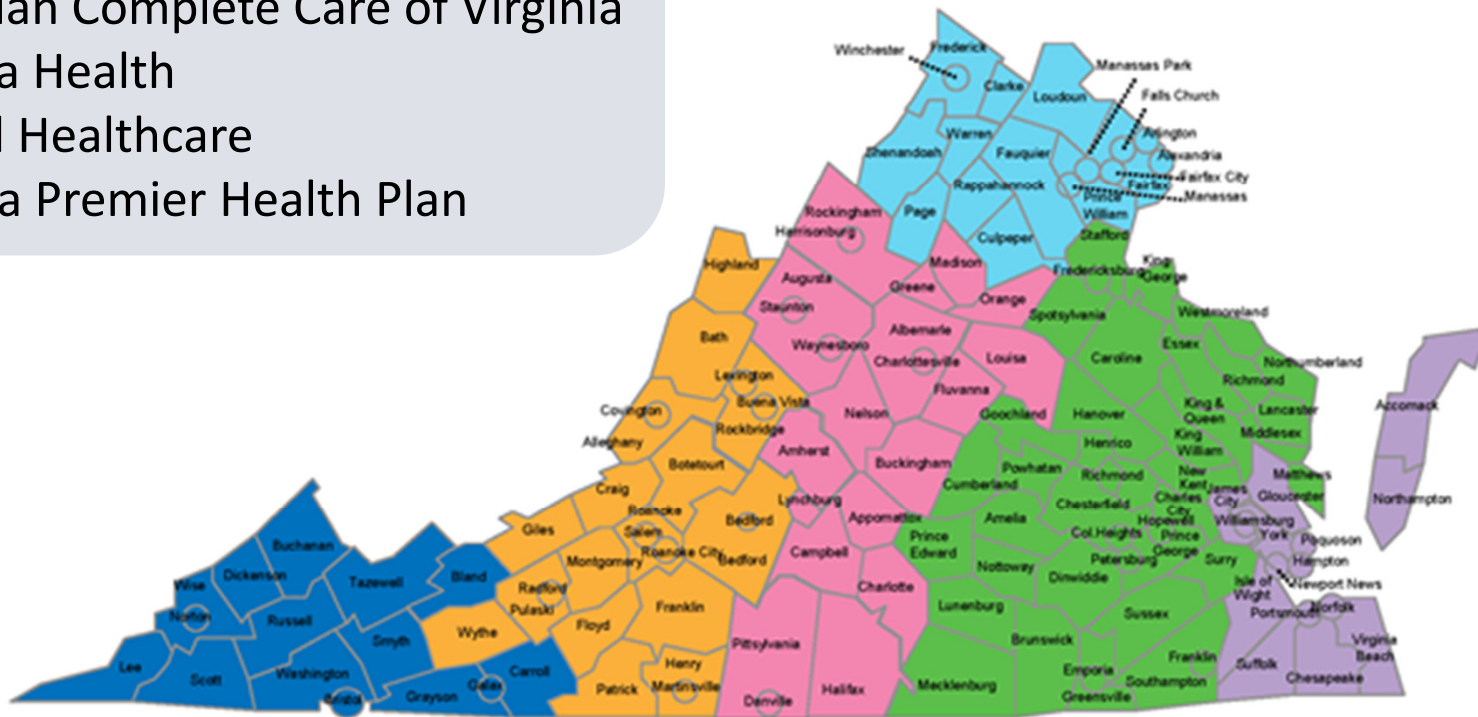 Complete Care of Virginia
a Health
Healthcare
a Premier Health Plan
Winchester
Frederick
Manassas Park
Clarke
Loudoun
Falls Church
Warren
Arlington
Shenandoah
Fauquier
Alexandria
Rappahannock
Fairfax City
Fairfax
Manassas
Page
Prince
William
Rockingham
Harrisonburg
Culpeper
Stafford
Highland
Madison
Fredericksburg
King
George
Augusta
Greene
Staunton
Orange
Spotsylvania
Westmoreland
Bath
Albemarle
Waynesboro
Essex
Charlottesville
Louisa
Caroline
Northumberland
Lexington
Richmond
Buena Vista
Fluvanna
Covington
Nelson
Goochland
Hanover
King &
Queen
Lancaster
Accomack
Rockbridge
Alleghany
Henrico
King
William
Middlesex
Amherst
Botetourt
Buckingham
Powhatan
Richmond
New
Kent
Matthews
Craig
Cumberland
Charles
City
James
City
Gloucester
Northampton
Lynchburg
Chesterfield
Roanoke
Bedford
Appomattox
Amelia
Hopewell
Williamsburg
Giles
Salem
Col.Heights
Prince
George
York
Poquoson
Buchanan
Roanoke City
Bedford
Campbell
Prince
Edward
Petersburg
Surry
Hampton
Montgomery
Nottoway
Dinwiddie
Isle of
Wight
Newport News
Wise
Dickenson
Tazewell
Bland
Radford
Charlotte
Norton
Pulaski
Franklin
Lunenburg
Sussex
Portsmouth
Norfolk
Russell
Wythe
Floyd
Smyth
Pittsylvania
Brunswick
Virginia
Beach
Lee
Scott
Washington
Carroll
Henry
Emporia
Franklin
Suffolk
Galax
Patrick
Martinsville
Halifax
Mecklenburg
Southampton
Chesapeake
Bristol
Grayson
Danville
Greensville